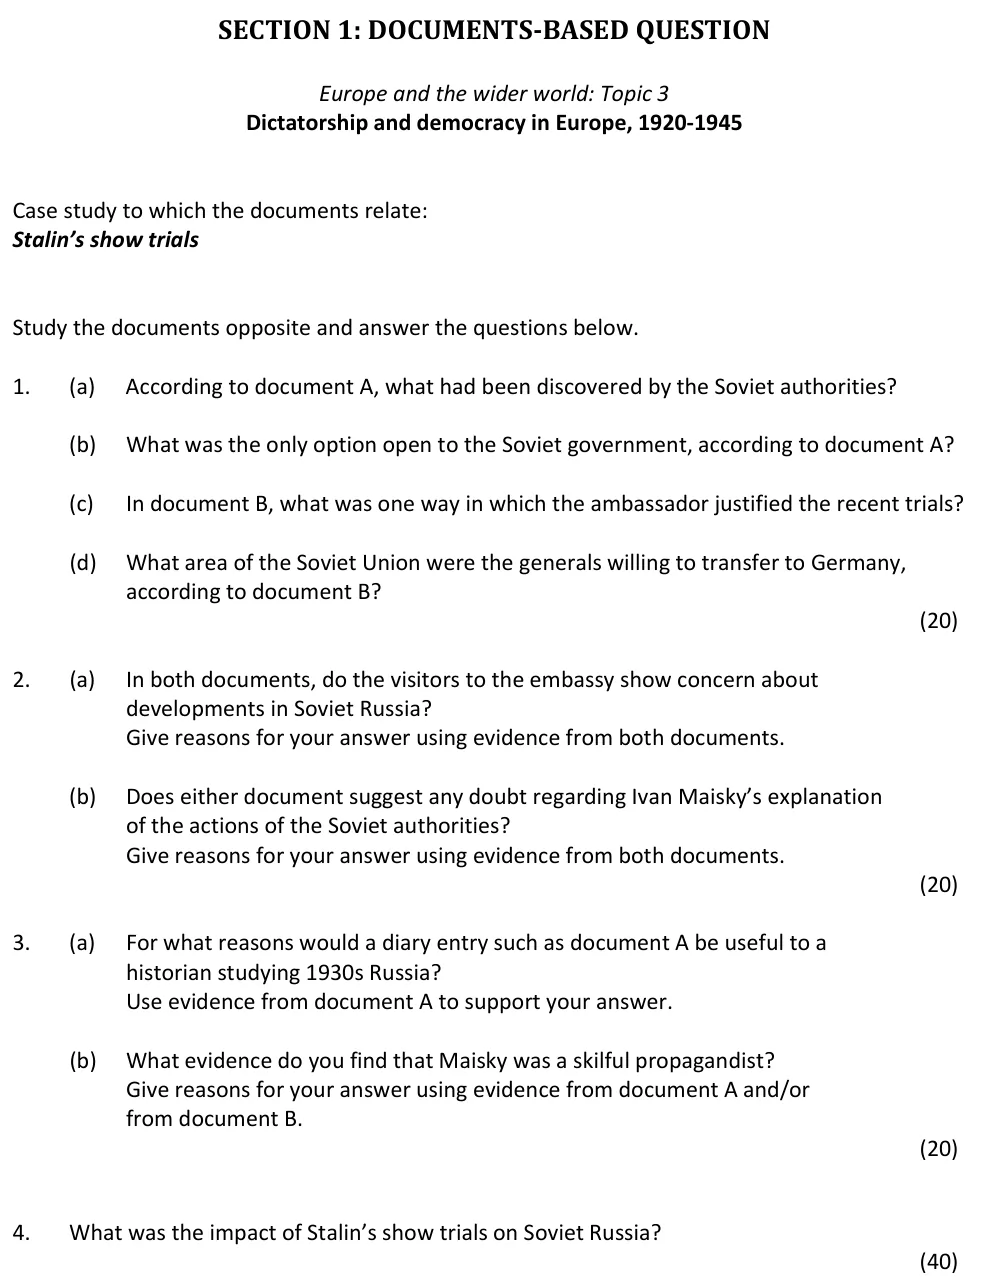 SECTION 1: DOCUMENTS-BASED QUESTION
Europe and the wider world: Topic 3
Dictatorship and democracy in Europe, 1920-1945
Case study to which the documents relate:
Stalin’s show trials
Study the documents opposite and answer the questions below.
1. (a) According to document A, what had been discovered by the Soviet authorities?
(b) What was the only option open to the Soviet government, according to document A?
(c) In document B, what was one way in which the ambassador justified the recent trials?
(d) What area of the Soviet Union were the generals willing to transfer to Germany,
according to document B?
(20)
2. (a) In both documents, do the visitors to the embassy show concern about
developments in Soviet Russia?
Give reasons for your answer using evidence from both documents.
(b) Does either document suggest any doubt regarding Ivan Maisky’s explanation
of the actions of the Soviet authorities?
Give reasons for your answer using evidence from both documents.
(20)
3. (a) For what reasons would a diary entry such as document A be useful to a
historian studying 1930s Russia?
Use evidence from document A to support your answer.
(b) What evidence do you find that Maisky was a skilful propagandist?
Give reasons for your answer using evidence from document A and/or
from document B.
(20)
4. What was the impact of Stalin’s show trials on Soviet Russia?
(40)